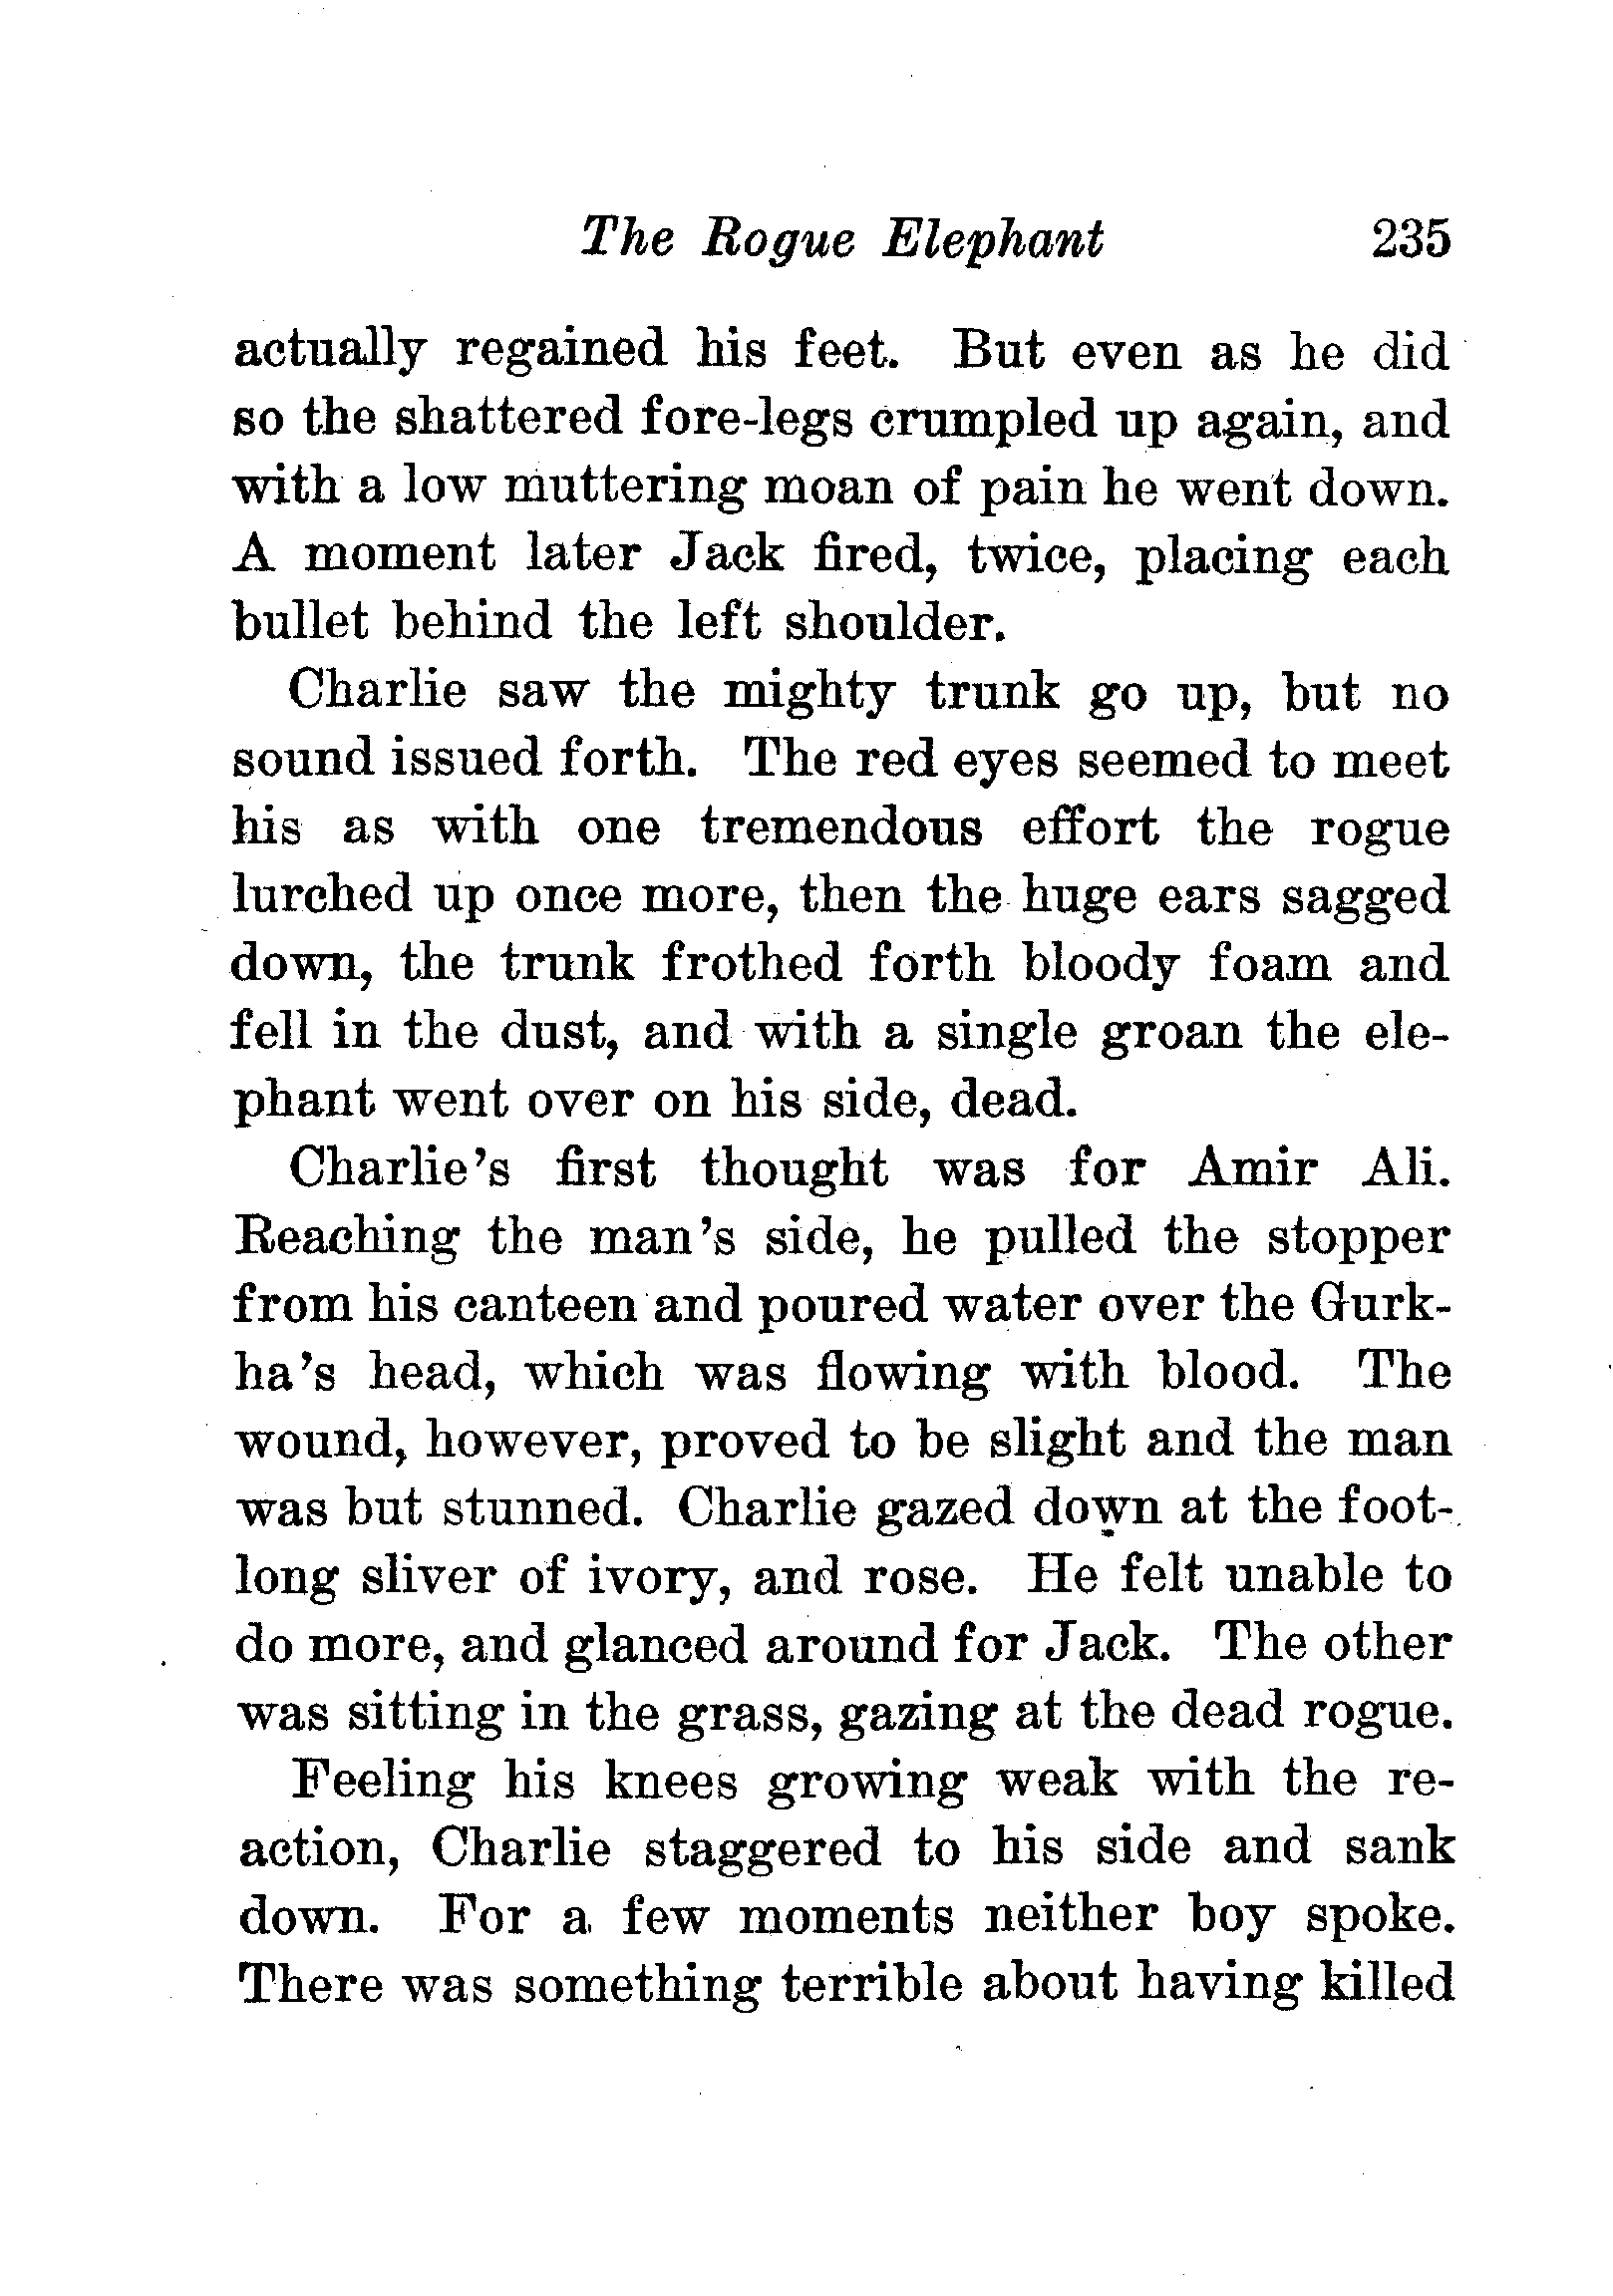 The Rogue Elephant 235
actually regained his feet. But even as he did
so the shattered fore-legs crumpled up again, and
with a low muttering moan of pain he went down.
A moment later Jack fired, twice, placing each
bullet behind the left shoulder.
Charlie saw the mighty trunk go up, but no
sound issued forth. The red eyes seemed to meet
his as with one tremendous effort the rogue
lurched up once more, then the huge ears sagged
down, the trunk frothed forth bloody foam and
fell in the dust, and with a single groan the ele-
phant went over on his side, dead.
Charlie's first thought was for Amir Ali.
Reaching the man's side, he pulled the stopper
from his canteen and poured water over the Gurk-
ha's head, which was flowing with blood. The
wound, however, proved to be slight and the man
was but stunned. Charlie gazed down at the foot-
long sliver of ivory, and rose. He felt unable to
do more, and glanced around for Jack. The other
was sitting in the grass, gazing at the dead rogue.
Feeling his knees growing weak with the re-
action, Charlie staggered to his side and sank
down. For a few moments neither boy spoke.
There was something terrible about having killed